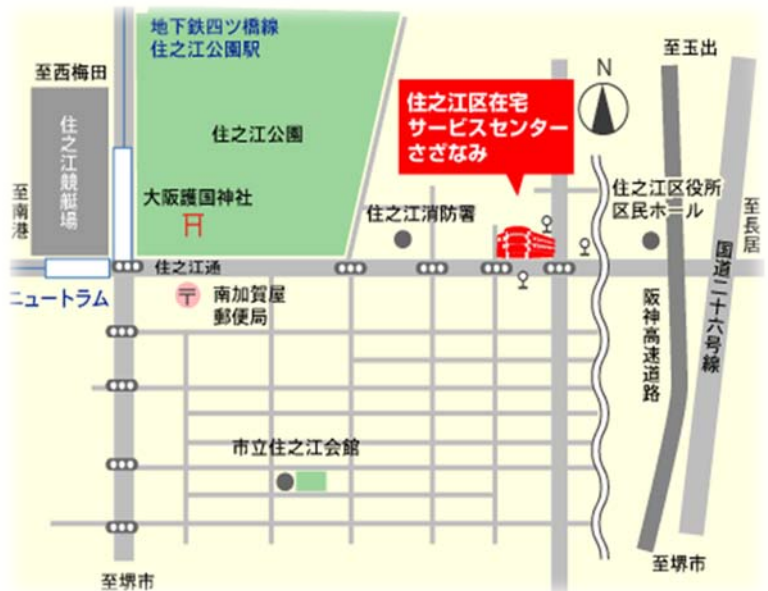 地下鉄四ツ橋線
住之江公園駅
至玉出
至西梅田
N
住之江区在宅
サービスセンター
さざなみ
住之江競艇場
住之江公園
至南港
大阪護国神社
住之江消防署
住之江区役所
区民ホール
至長居
住之江通
ニュートラム
南加賀屋
郵便局
国道二十六号線
阪神高速道路
市立住之江会館
至堺市
至堺市